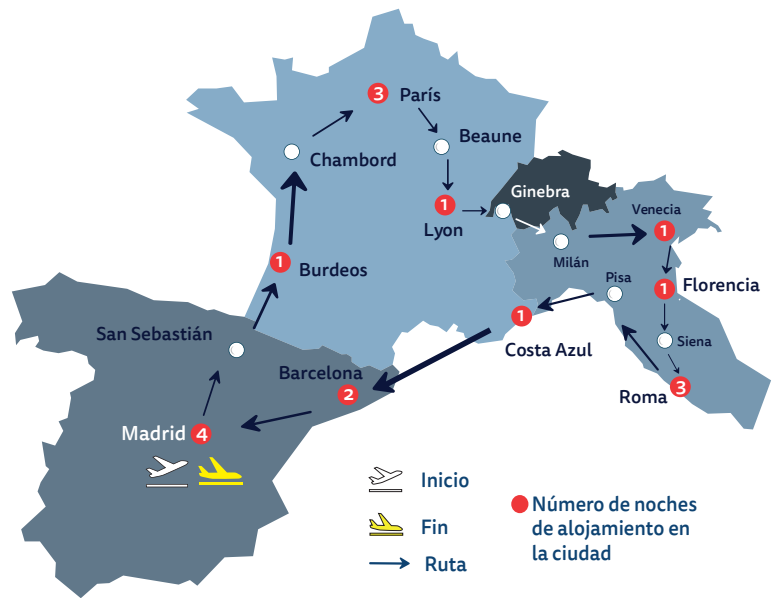 3 París
Beaune
Chambord
Ginebra
1
Lyon
Venecia
1
Milán
1 Burdeos
Pisa
1 Florencia
1
San Sebastián
Siena
Costa Azul
Barcelona
2
3
Roma
Madrid 4
Inicio
Fin
Ruta
Número de noches
de alojamiento en
la ciudad